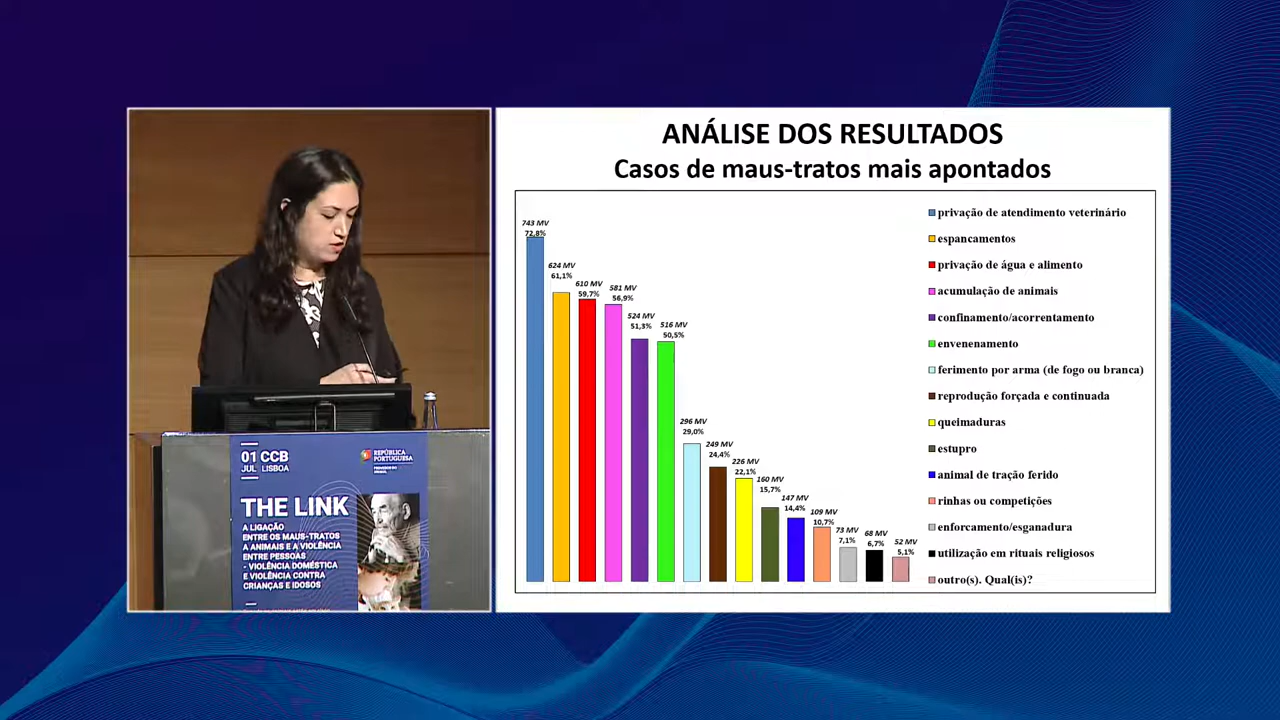 ANÁLISE DOS RESULTADOS
Casos de maus-tratos mais apontados
743 MV
72,8%
624 MV
61,1%
610 MV
59,7%
581 MV
56,9%
524 MV
51,3%
516 MV
50,5%
296 MV
29,0%
249 MV
24,4%
226 MV
22,1%
160 MV
15,7%
147 MV
14,4%
109 MV
10,7%
73 MV
7,1%
68 MV
6,7%
52 MV
5,1%
privação de atendimento veterinário
espancamentos
privação de água e alimento
acumulação de animais
confinamento/acorrentamento
envenenamento
ferimento por arma (de fogo ou branca)
reprodução forçada e continuada
queimaduras
estupro
animal de tração ferido
rinhas ou competições
enforcamento/esganadura
utilização em rituais religiosos
outro(s). Qual(is)?
01 CCB
JUL LISBOA
REPÚBLICA
PORTUGUESA
THE LINK
A LIGAÇÃO
ENTRE OS MAUS-TRATOS
A ANIMAIS E A VIOLÊNCIA
ENTRE PESSOAS
- VIOLÊNCIA DOMÉSTICA
E VIOLÊNCIA CONTRA
CRIANÇAS E IDOSOS